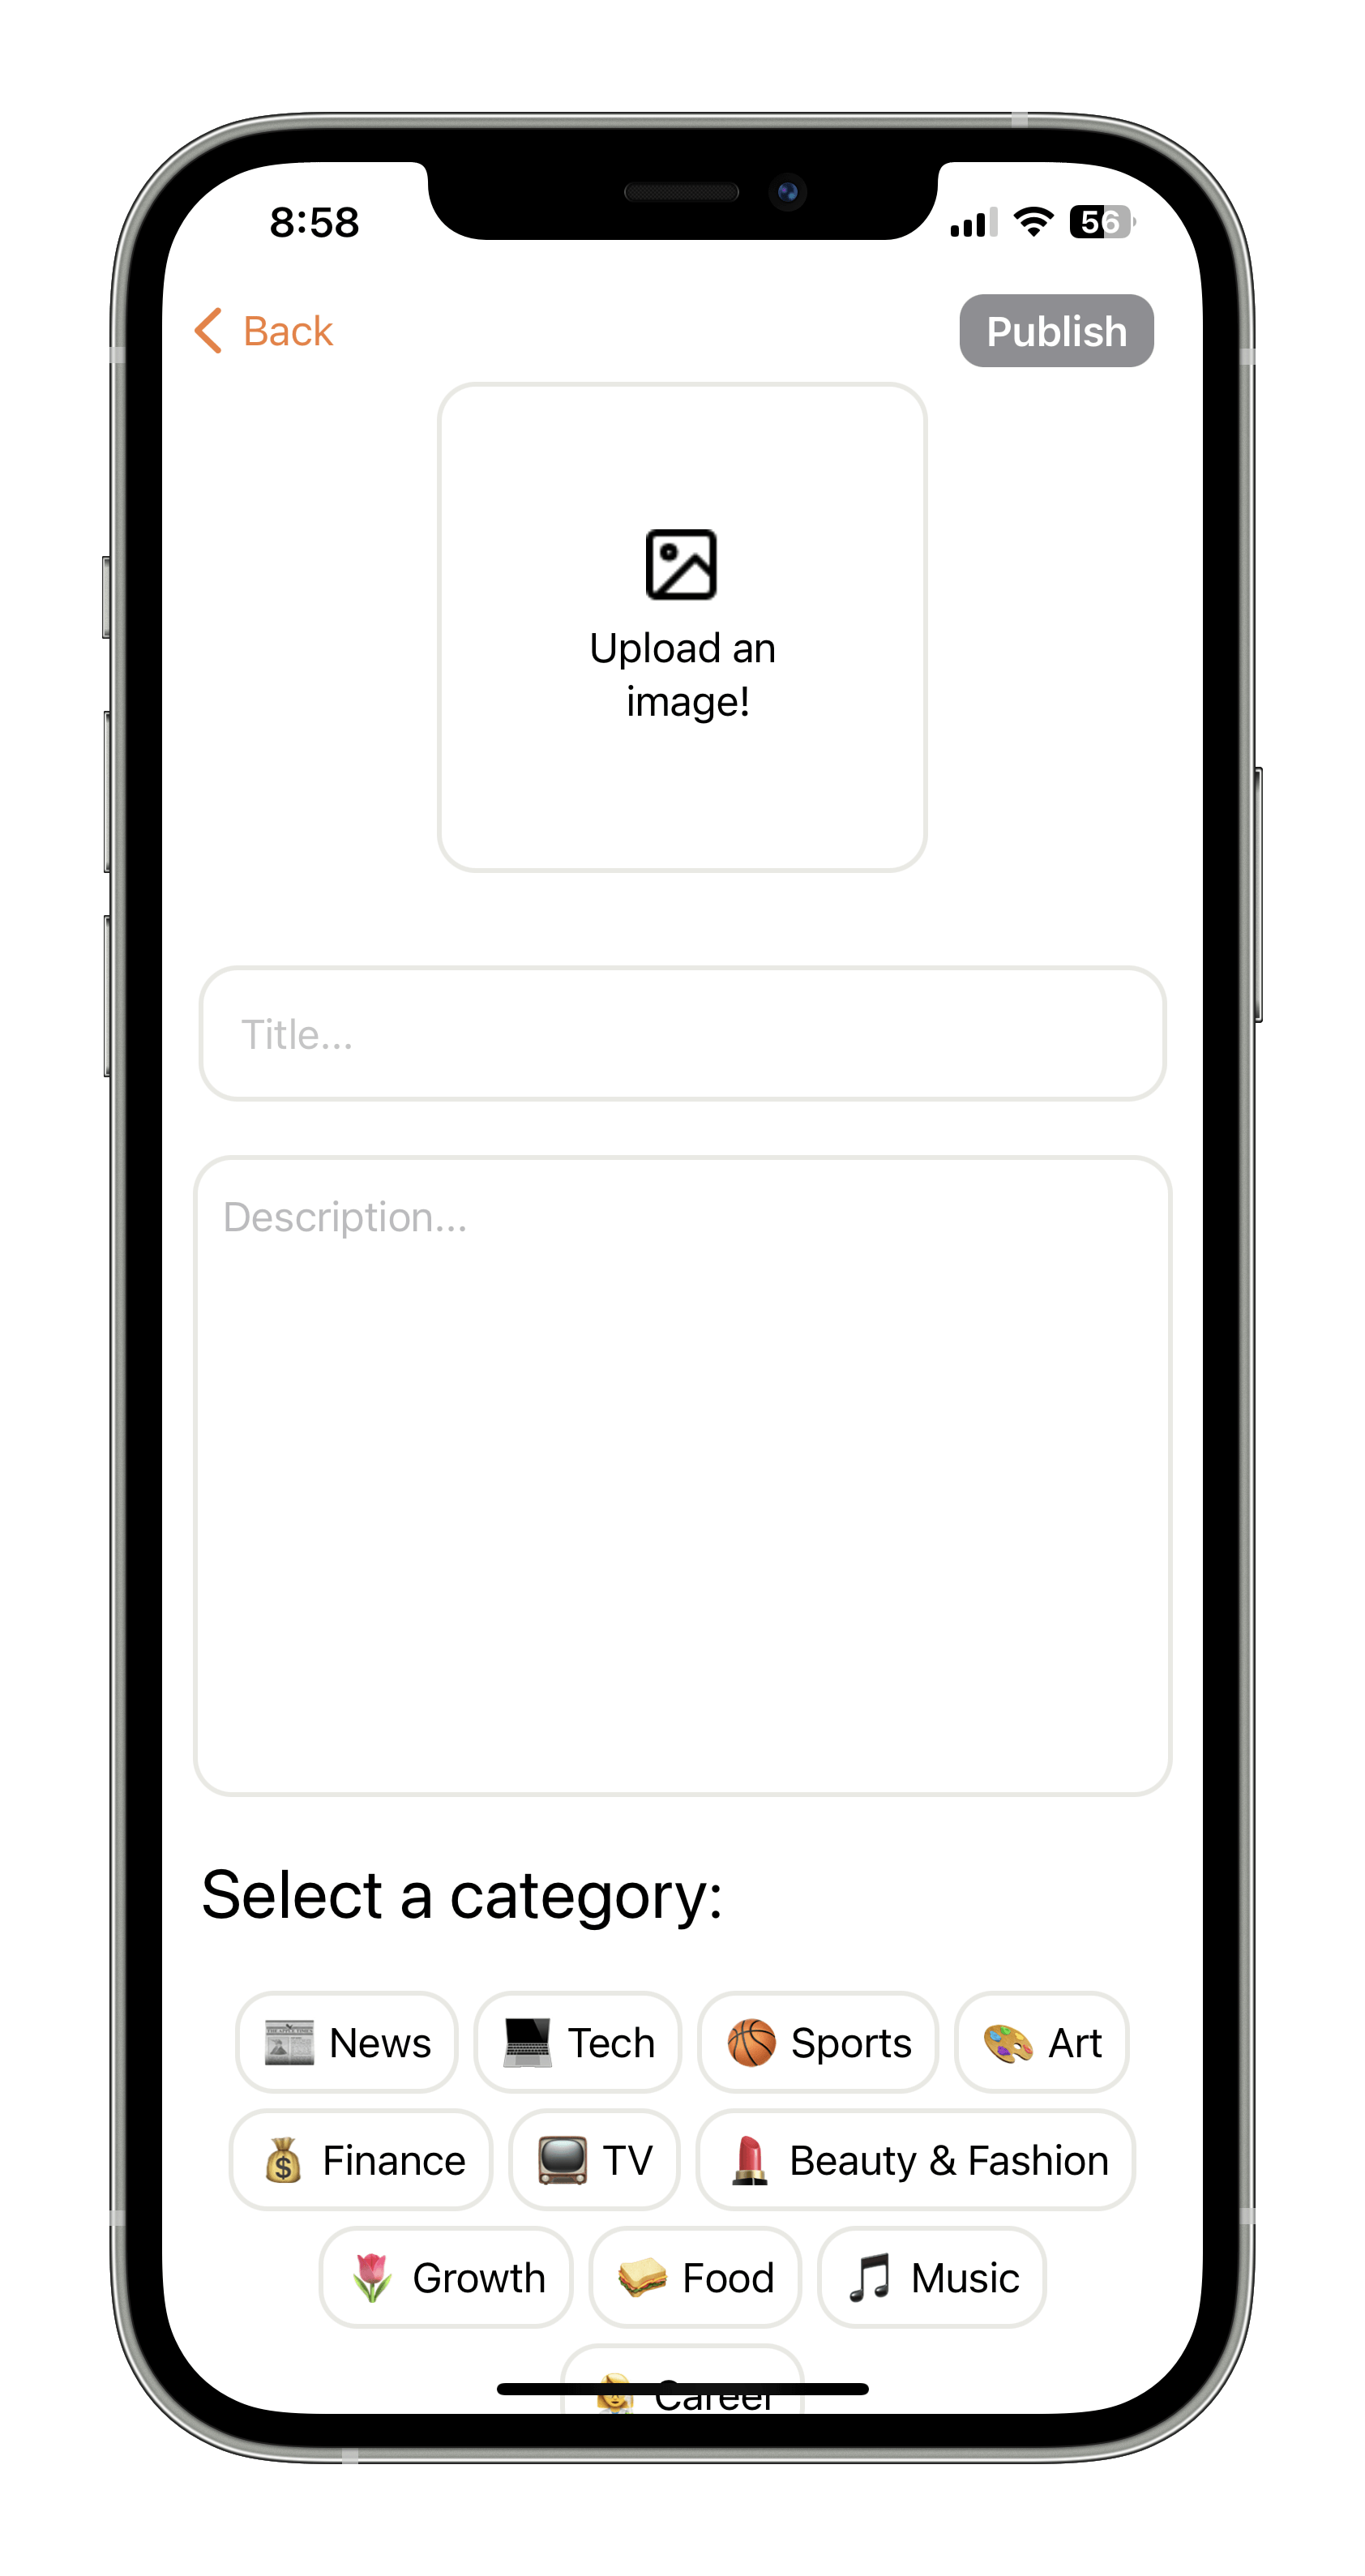 8:58 56
Back Publish
Upload an
image!
Title...
Description...
Select a category:
News Tech Sports Art
Finance TV Beauty & Fashion
Growth Food Music
Career